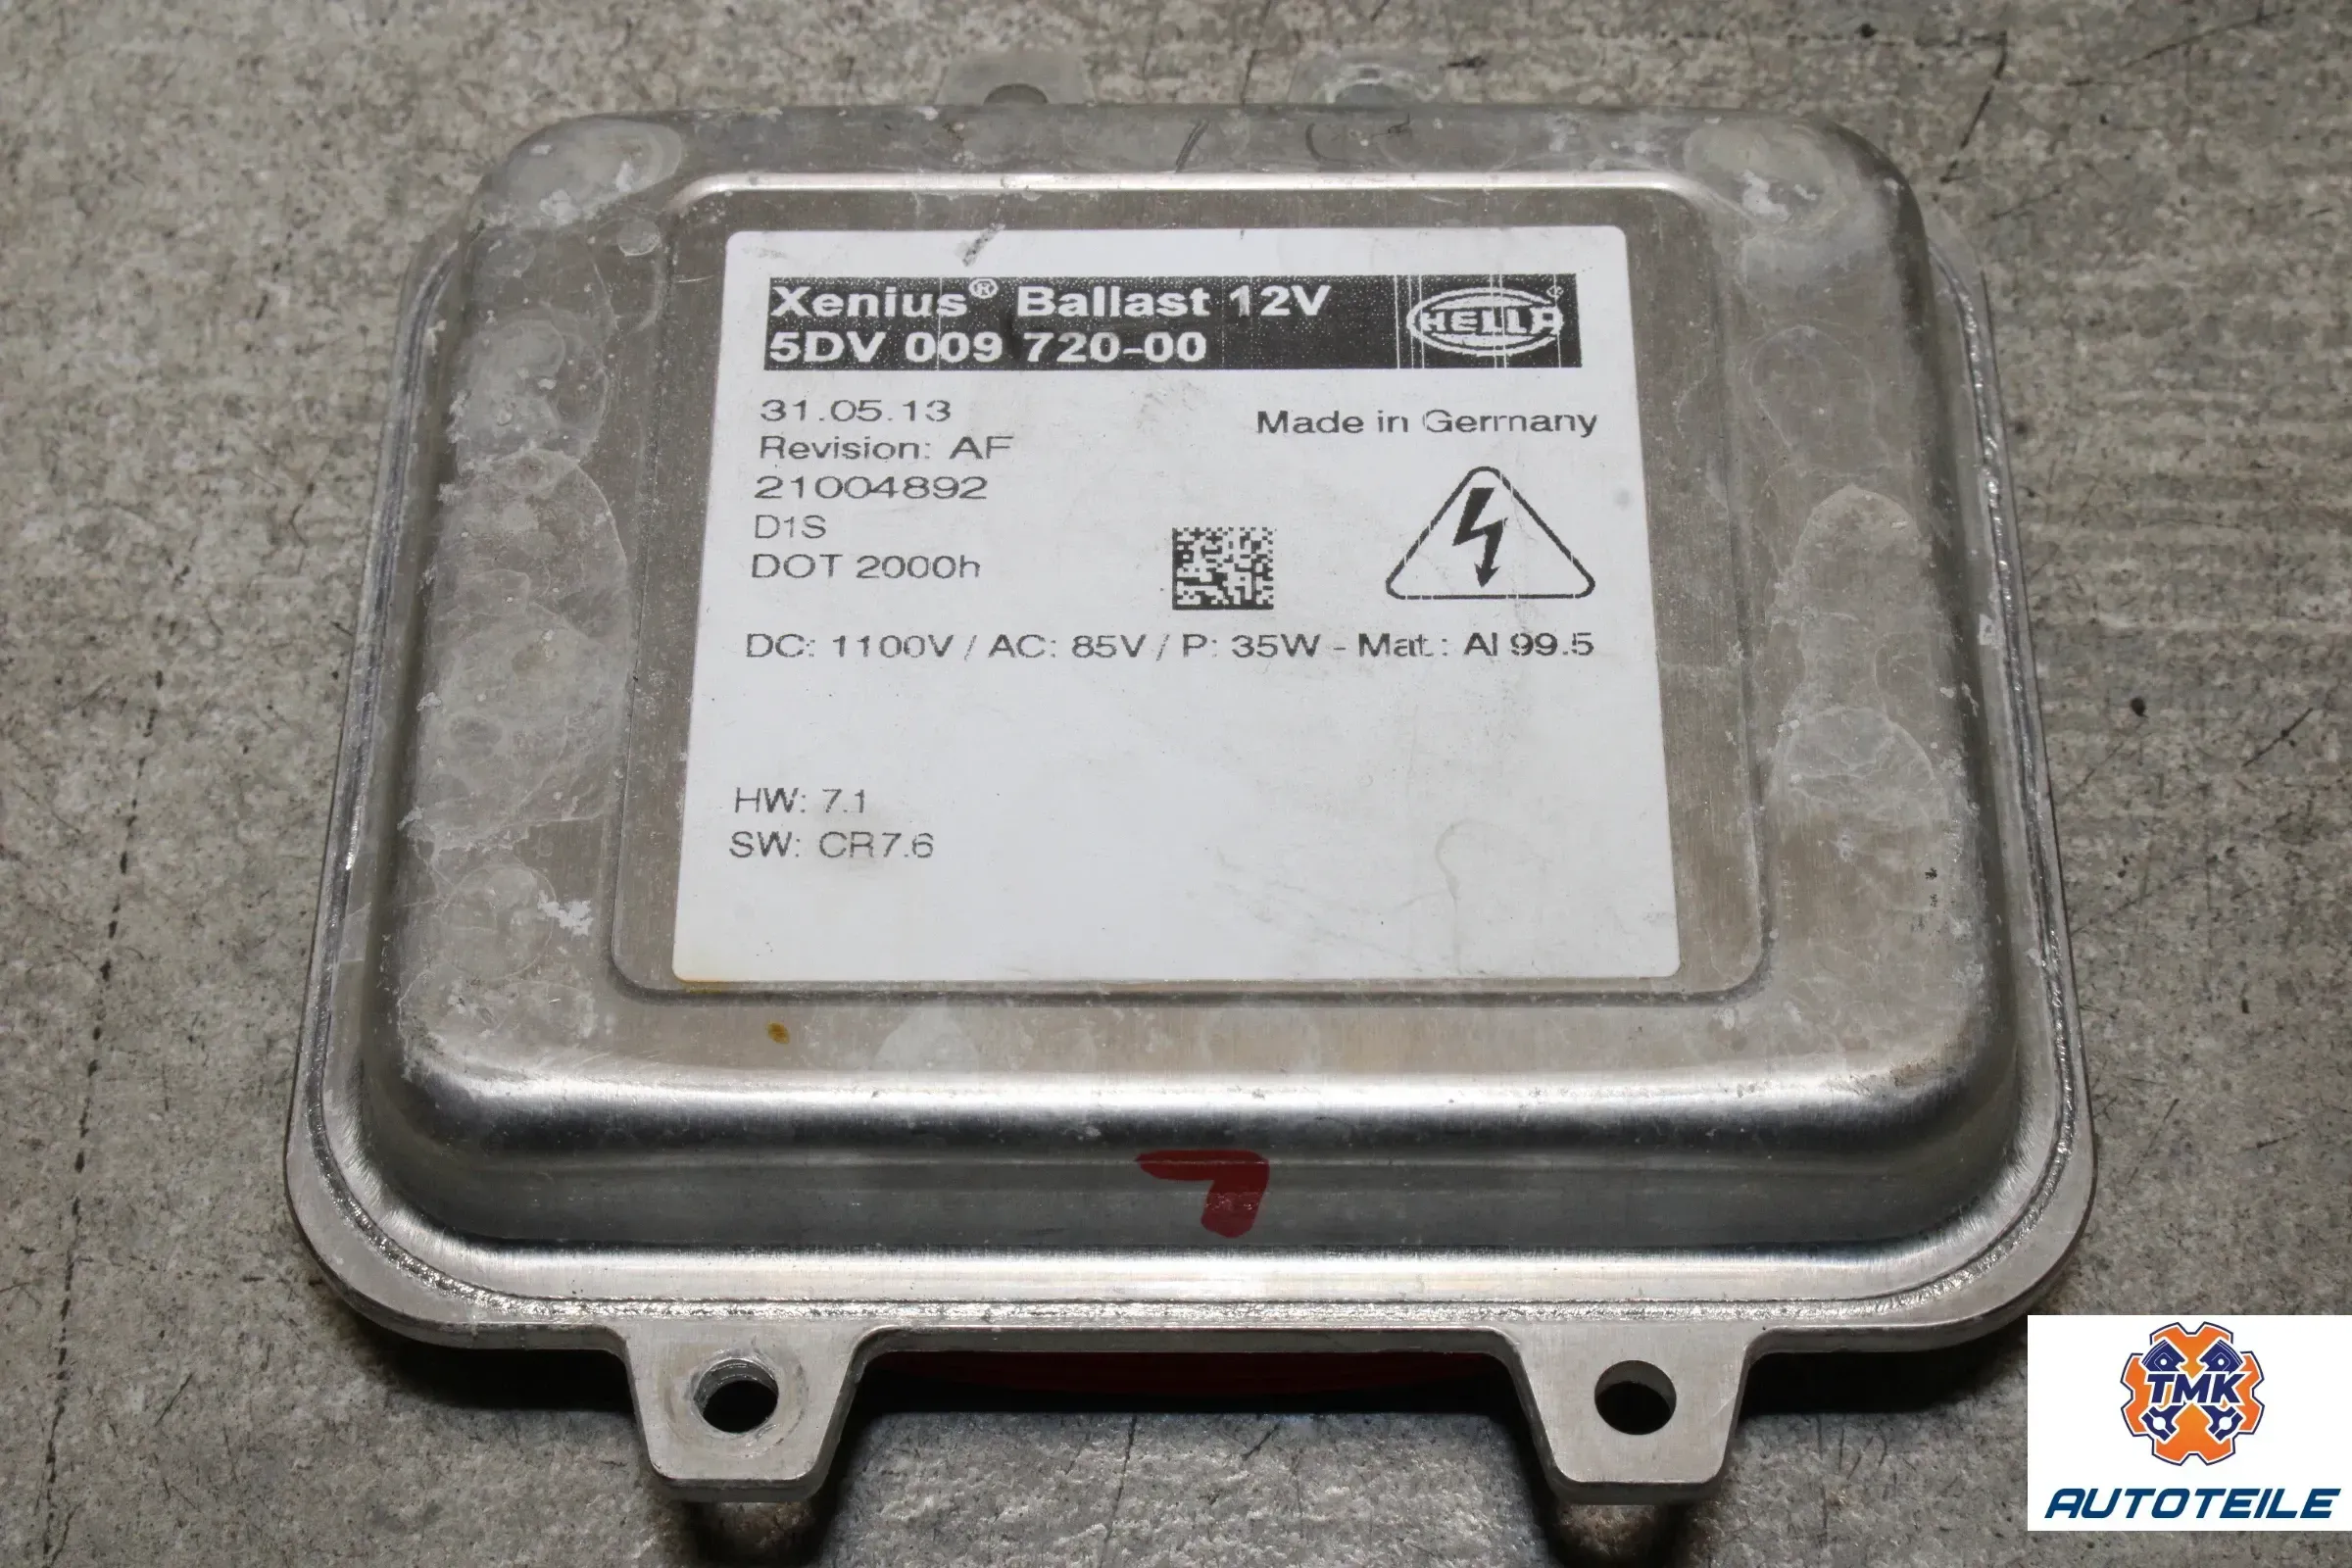 Xenius® Ballast 12V
5DV 009 720-00
HELLA
31.05.13
Made in Germany
Revision: AF
21004892
D1S
DOT 2000h
DC: 1100V / AC: 85V / P: 35W - Mat.: Al 99.5
HW: 7.1
SW: CR7.6
TMK
AUTOTEILE